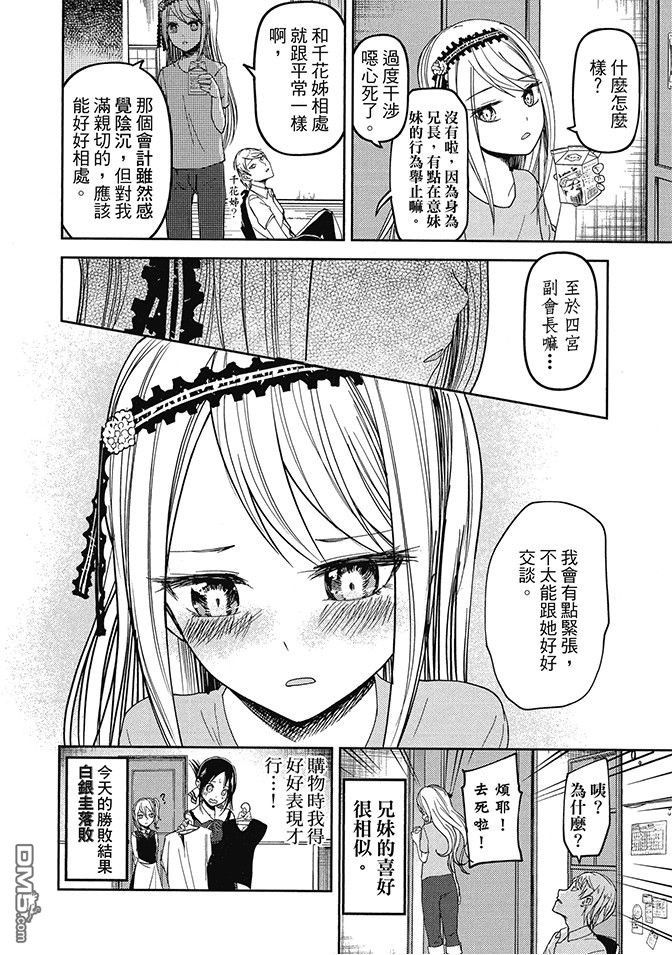 什麼怎麼
樣？
沒有啦，因為身為
兄長，有點在意妹
妹的行為舉止嘛。
過度干涉
噁心死了。
和千花姊相處
就跟平常一樣
啊，
千花姊？
那個會計雖然感
覺陰沉，但對我
滿親切的，應該
能好好相處。
至於四宮
副會長嘛…
我會有點緊張，
不太能跟她好好
交談。
咦？
為什麼？
煩耶！
去死啦！
兄妹的喜好
很相似。
購物時我得
好好表現才
行…！
?
今天的勝敗結果
白銀圭落敗
DM5.com